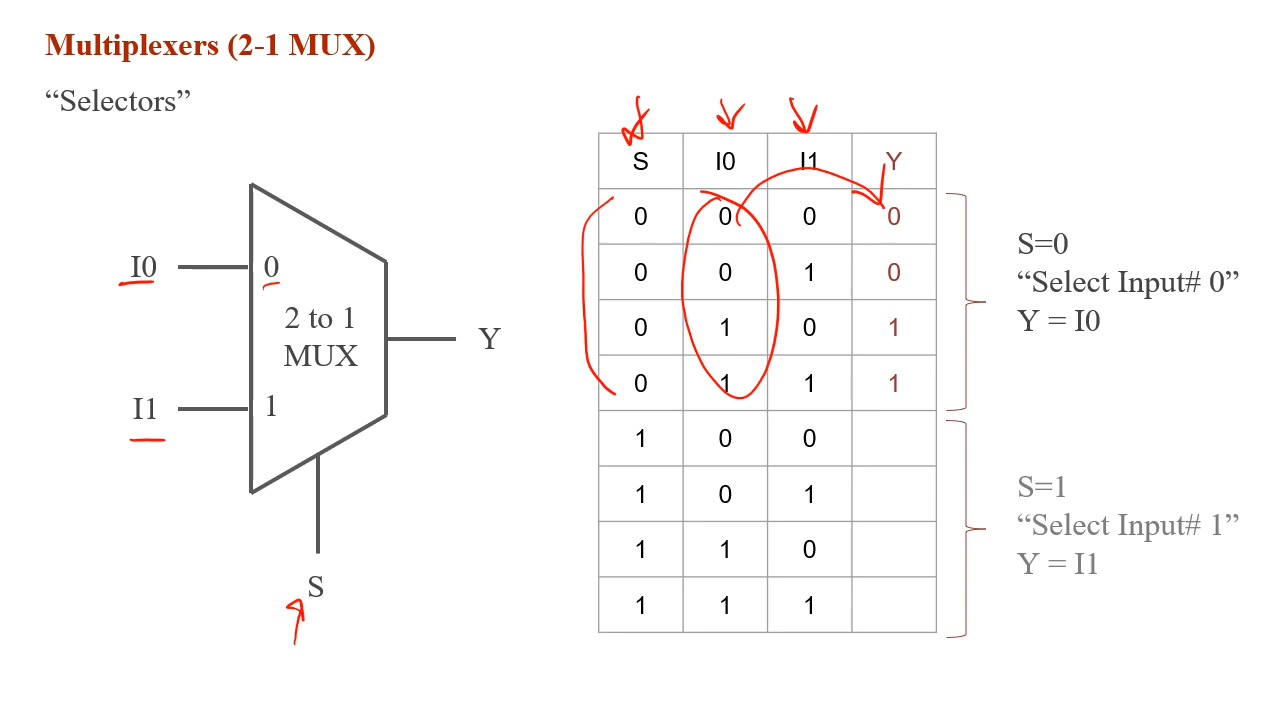 Multiplexers (2-1 MUX)
“Selectors”
I0
0
2 to 1
MUX
Y
I1
1
S
S I0 I1 Y
0 0 0 0
0 0 1 0
0 1 0 1
0 1 1 1
1 0 0
1 0 1
1 1 0
1 1 1
S=0
“Select Input# 0”
Y = I0
S=1
“Select Input# 1”
Y = I1